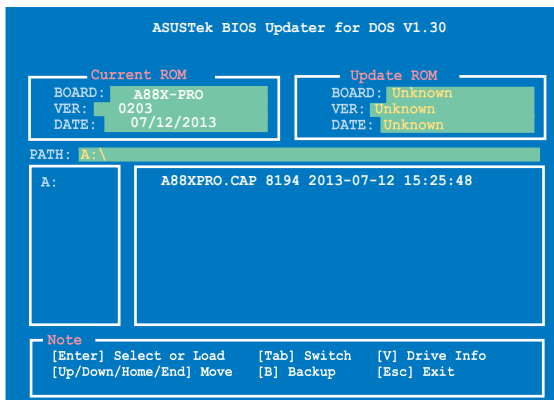 ASUSTek BIOS Updater for DOS V1.30
Current ROM
BOARD: A88X-PRO
VER: 0203
DATE: 07/12/2013
Update ROM
BOARD: Unknown
VER: Unknown
DATE: Unknown
PATH: A:\
A:
A88XPRO.CAP 8194 2013-07-12 15:25:48
Note
[Enter] Select or Load [Tab] Switch [V] Drive Info
[Up/Down/Home/End] Move [B] Backup [Esc] Exit